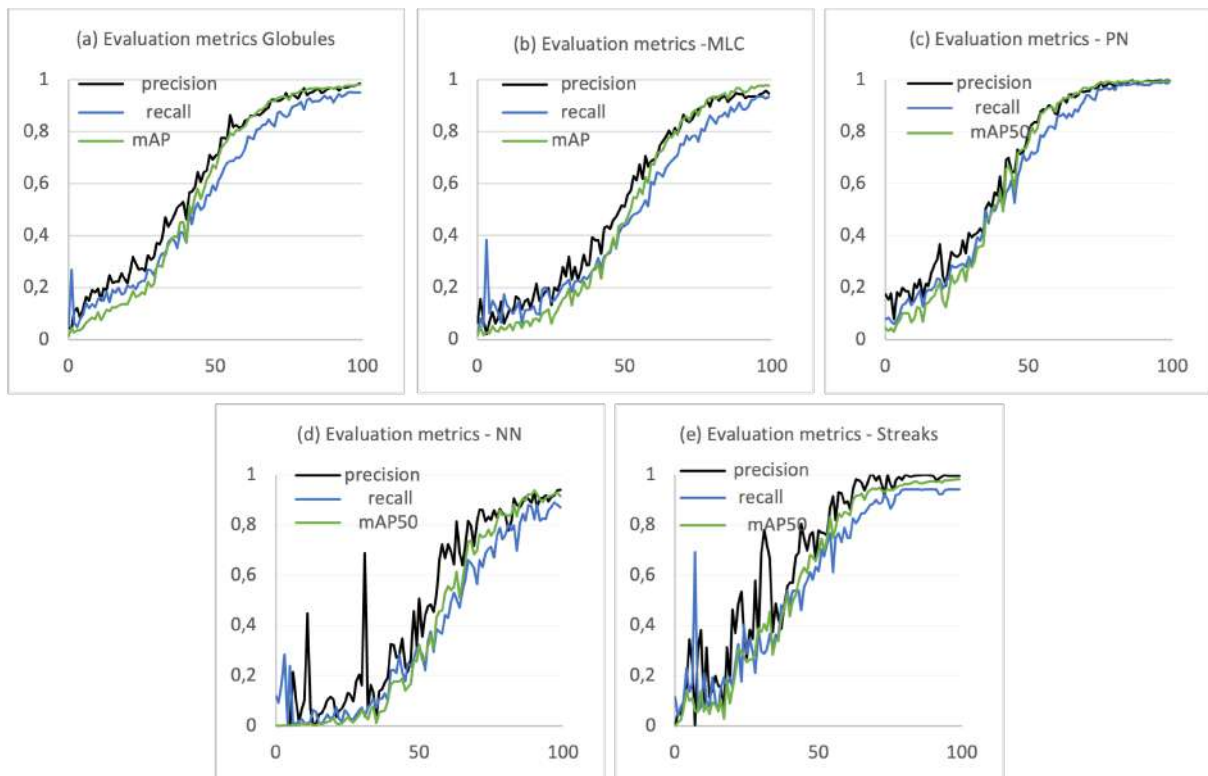 (a) Evaluation metrics Globules
1
precision
recall
0,8
mAP
0,6
0,4
0,2
0
0 50 100
(b) Evaluation metrics -MLC
1
precision
recall
0,8
mAP
0,6
0,4
0,2
0
0 50 100
(c) Evaluation metrics - PN
1
precision
recall
0,8
mAP50
0,6
0,4
0,2
0
0 50 100
(d) Evaluation metrics - NN
1
precision
recall
0,8
mAP50
0,6
0,4
0,2
0
0 50 100
(e) Evaluation metrics - Streaks
1
precision
recall
0,8
mAP50
0,6
0,4
0,2
0
0 50 100